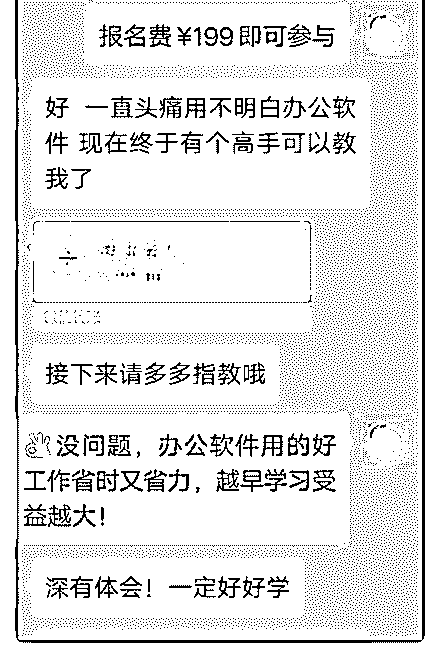 报名费¥199即可参与
好 一直头痛用不明白办公软
件 现在终于有个高手可以教
我了
接下来请多多指教哦
👌没问题，办公软件用的好
工作省时又省力，越早学习受
益越大！
深有体会！一定好好学